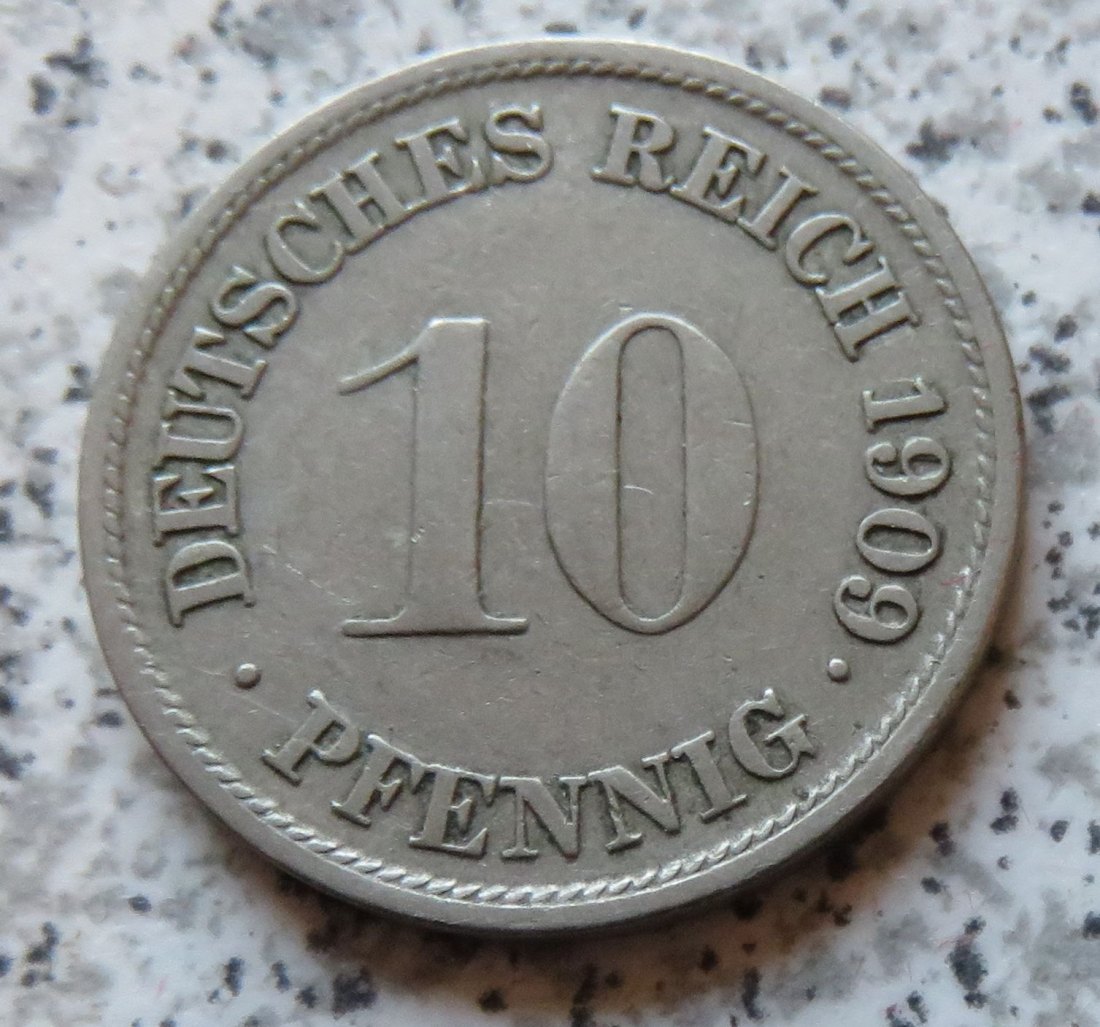 DEUTSCHES REICH 1909
10
· PFENNIG ·